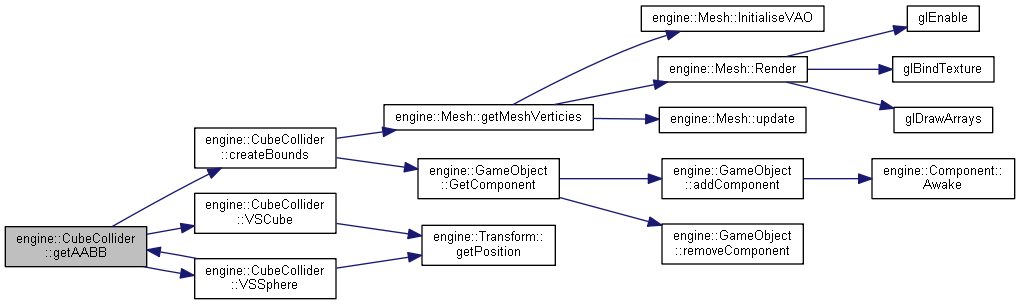 engine::Mesh::InitialiseVAO
glEnable
engine::Mesh::Render
glBindTexture
engine::Mesh::getMeshVerticies
engine::Mesh::update
glDrawArrays
engine::CubeCollider
::createBounds
engine::GameObject
::GetComponent
engine::GameObject
::addComponent
engine::Component::
Awake
engine::CubeCollider
::VSCube
engine::CubeCollider
::getAABB
engine::Transform::
getPosition
engine::GameObject
::removeComponent
engine::CubeCollider
::VSSphere